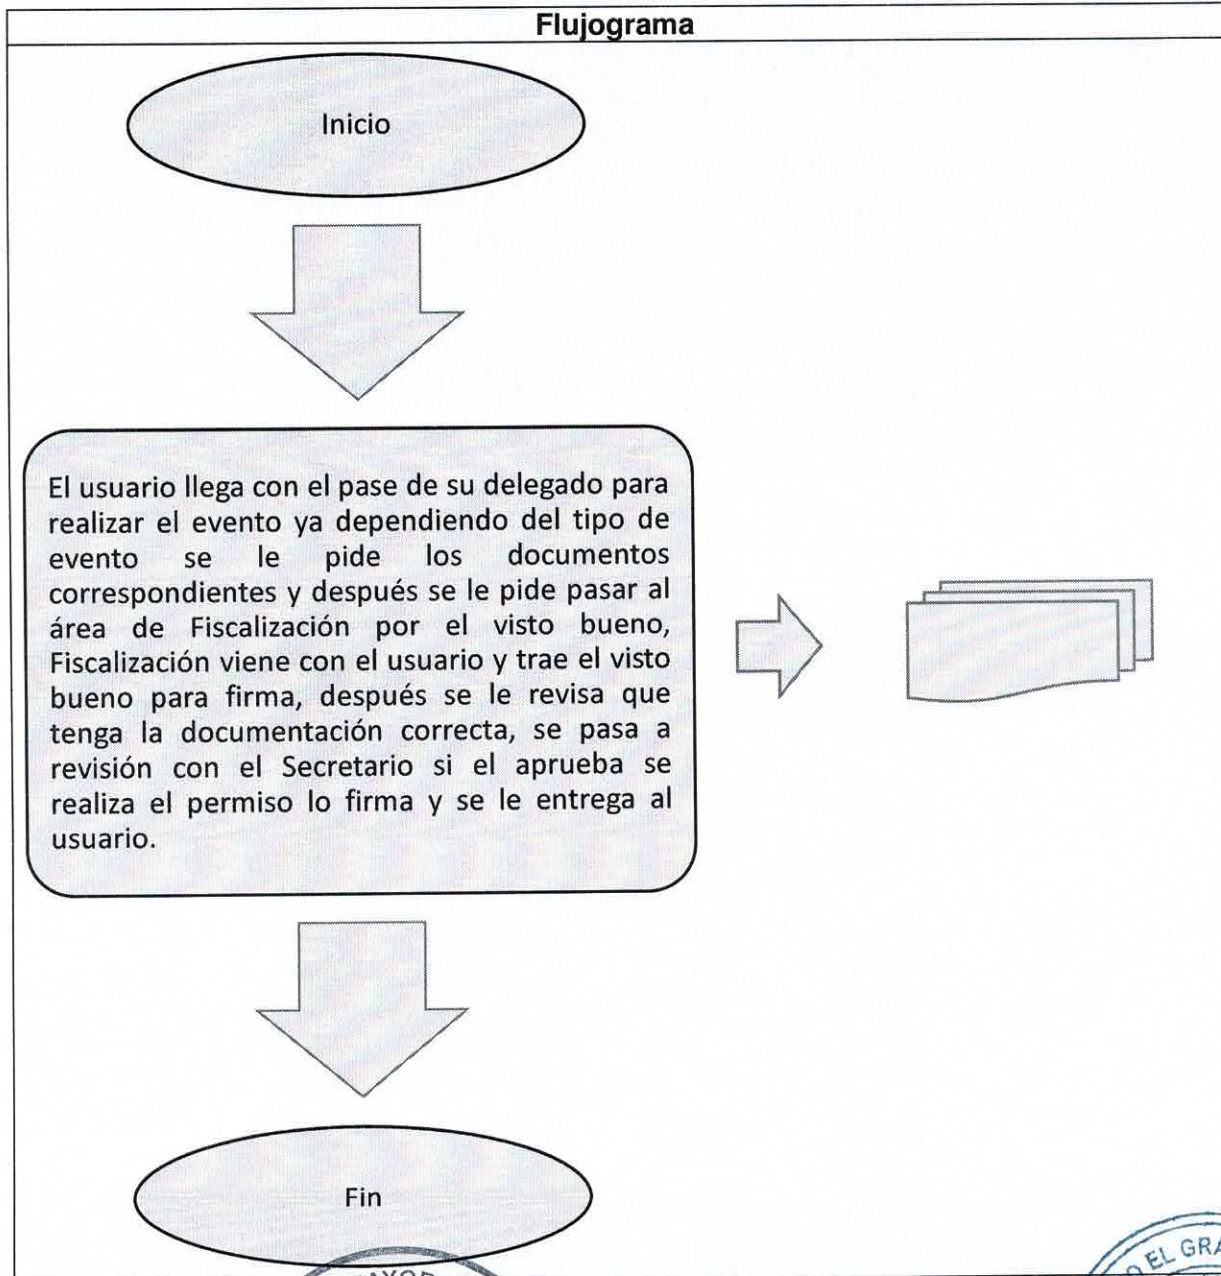 Flujograma
Inicio
El usuario llega con el pase de su delegado para
realizar el evento ya dependiendo del tipo de
evento se le pide los documentos
correspondientes y después se le pide pasar al
área de Fiscalización por el visto bueno,
Fiscalización viene con el usuario y trae el visto
bueno para firma, después se le revisa que
tenga la documentación correcta, se pasa a
revisión con el Secretario si el aprueba se
realiza el permiso lo firma y se le entrega al
usuario.
Fin
EL GRA